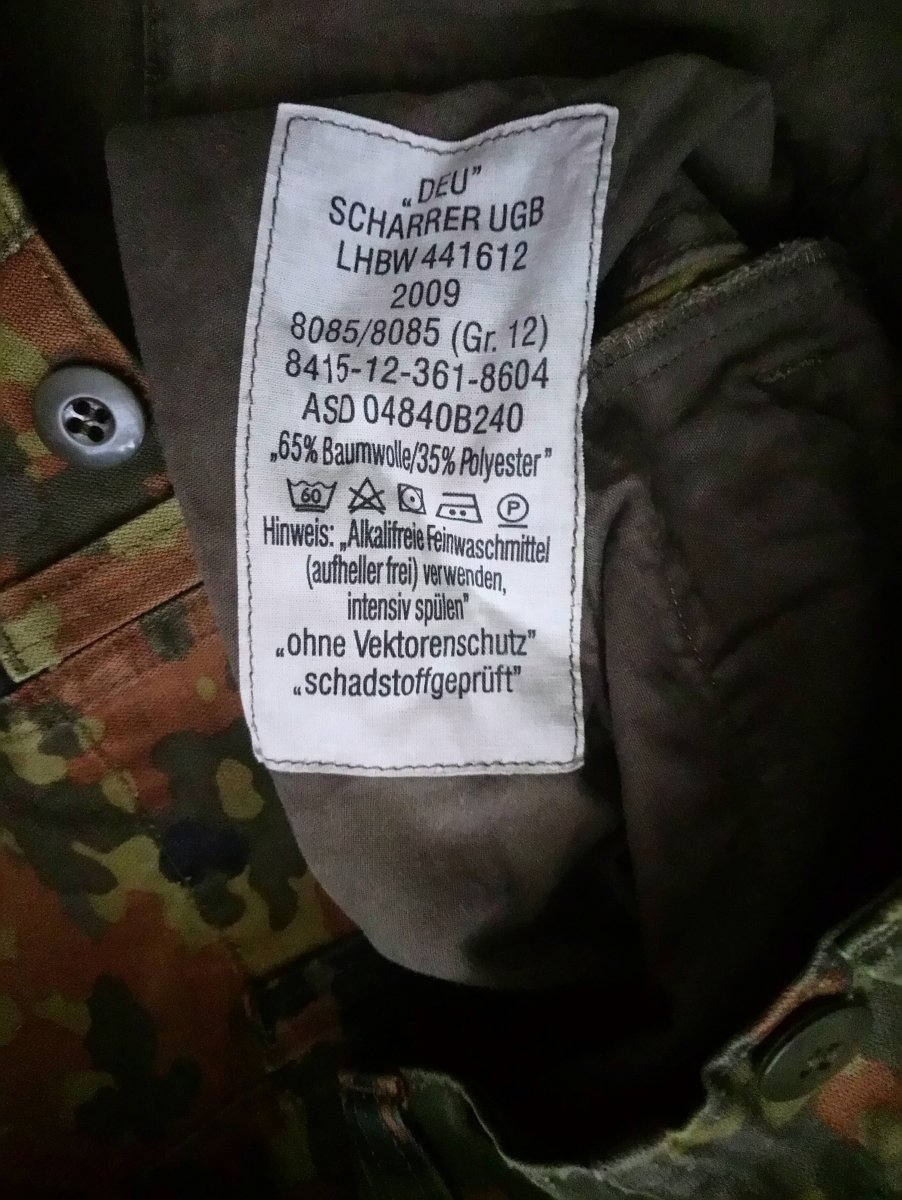 „DEU”
SCHARRER UGB
LHBW 441612
2009
8085/8085 (Gr. 12)
8415-12-361-8604
ASD 04840B240
„65% Baumwolle/35% Polyester”
60 P
Hinweis: „Alkalifreie Feinwaschmittel
(aufheller frei) verwenden,
intensiv spülen”
„ohne Vektorenschutz”
„schadstoffgeprüft”